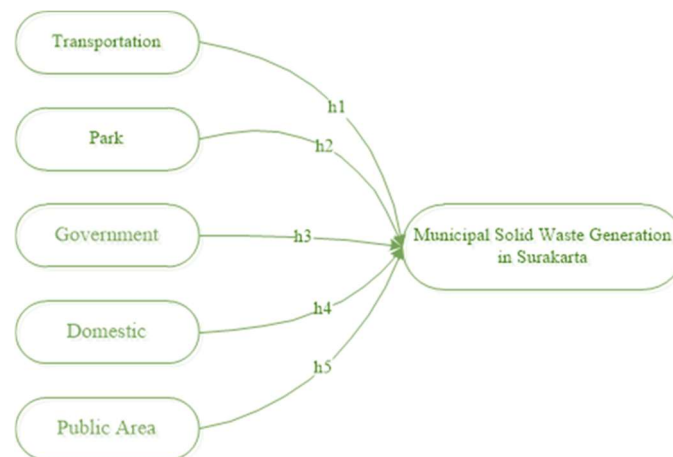 Transportation
h1
Park
h2
Government
h3
Municipal Solid Waste Generation
in Surakarta
Domestic
h4
Public Area
h5